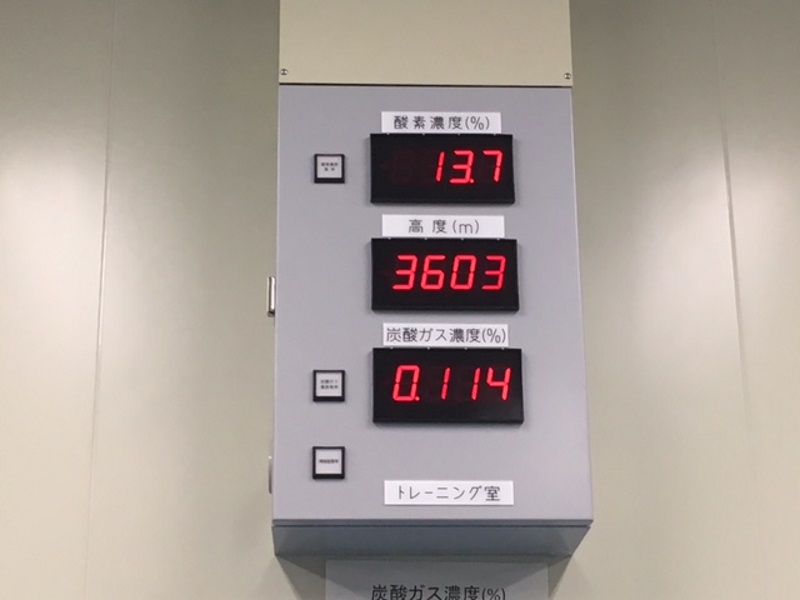 酸素濃度(%)
13.7
高度(m)
3603
炭酸ガス濃度(%)
0.114
トレーニング室
炭酸ガス濃度(%)